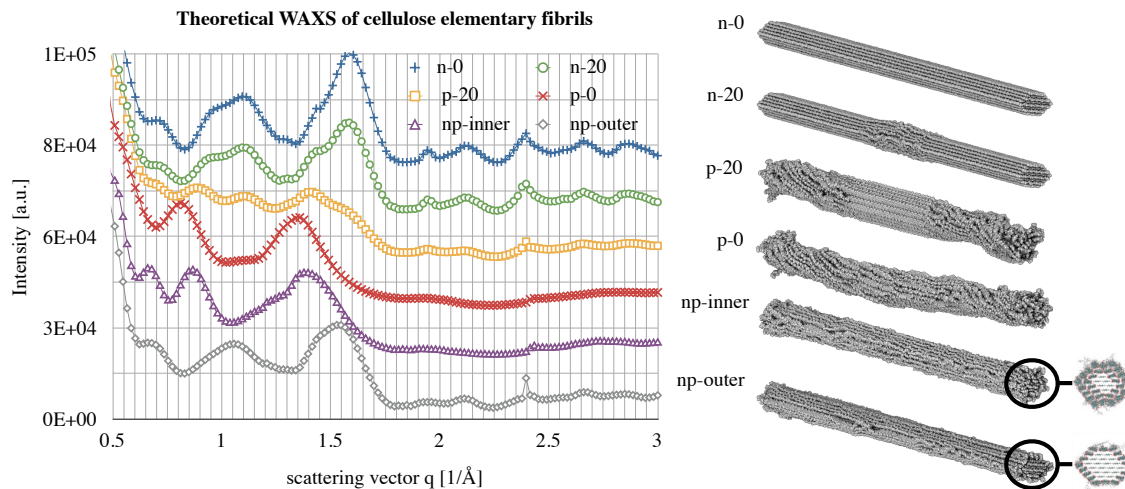 Theoretical WAXS of cellulose elementary fibrils
1E+05
8E+04
6E+04
3E+04
2E+04
0E+00
Intensity [a.u.]
n-0
n-20
p-20
p-0
np-inner
np-outer
0.5
1
1.5
2
2.5
3
scattering vector q [1/Å]
n-0
n-20
p-20
p-0
np-inner
np-outer